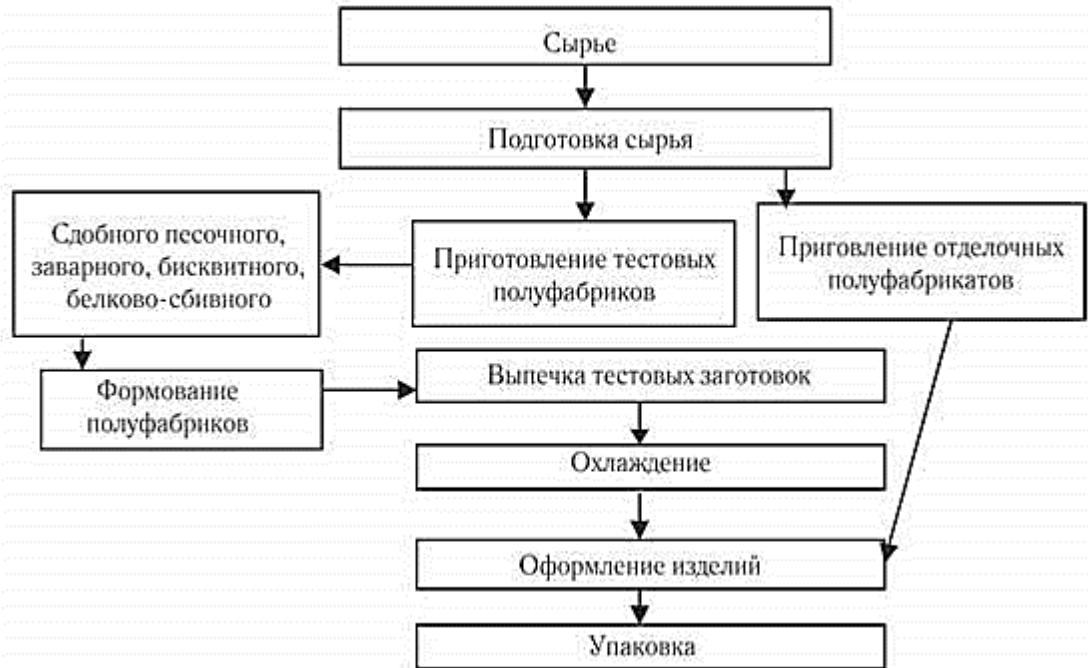 Сырье
Подготовка сырья
Сдобного песочного,
заварного, бисквитного,
белково-сбивного
Приготовление тестовых
полуфабриков
Приговление отделочных
полуфабрикатов
Формование
полуфабриков
Выпечка тестовых заготовок
Охлаждение
Оформление изделий
Упаковка